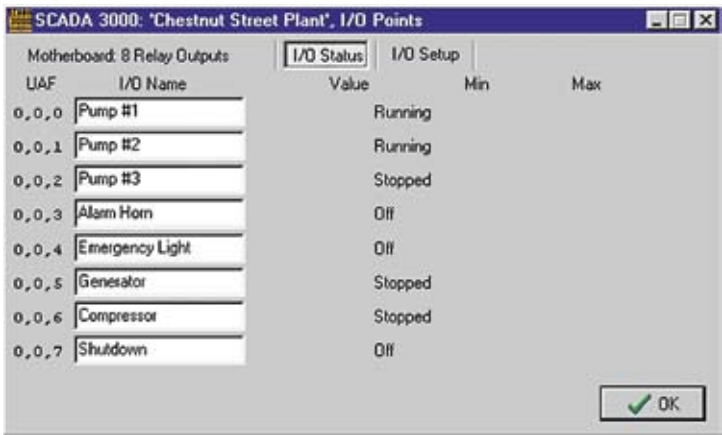 SCADA 3000: "Chestnut Street Plant", I/O Points
Motherboard: 8 Relay Outputs I/O Status I/O Setup
UAF I/O Name Value Min Max
0,0,0 Pump #1 Running
0,0,1 Pump #2 Running
0,0,2 Pump #3 Stopped
0,0,3 Alarm Horn Off
0,0,4 Emergency Light Off
0,0,5 Generator Stopped
0,0,6 Compressor Stopped
0,0,7 Shutdown Off
OK